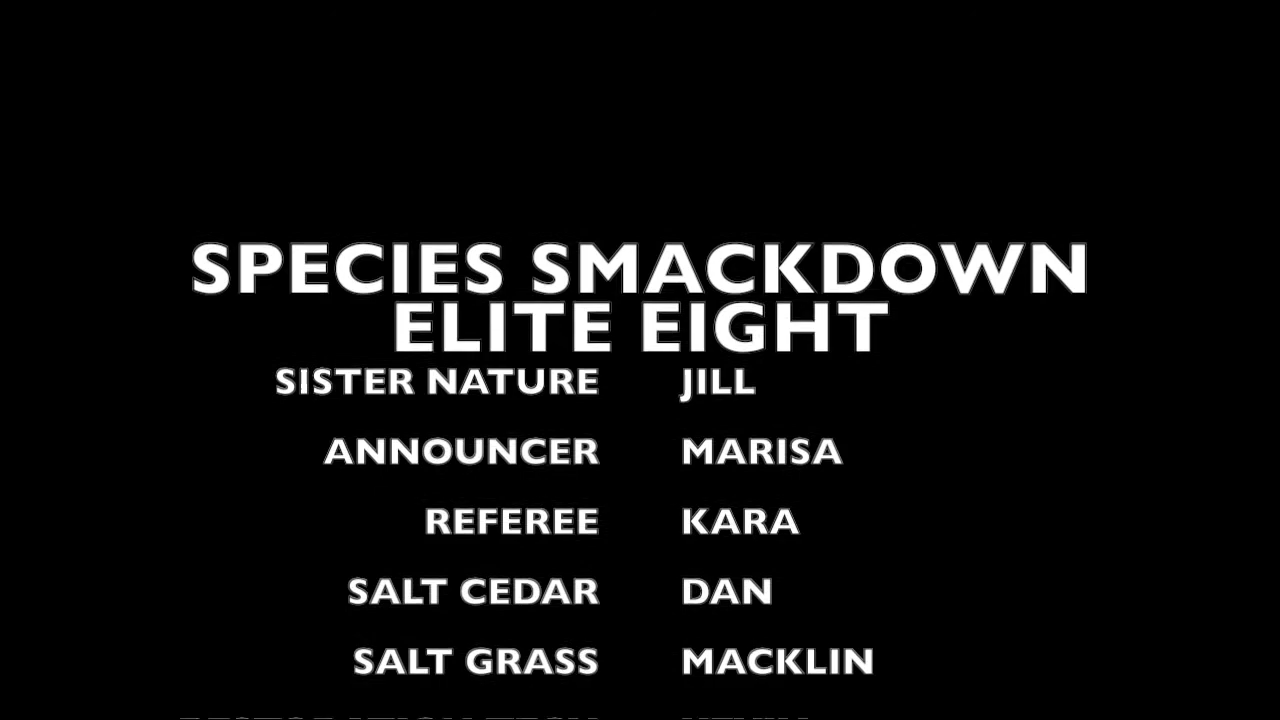 SPECIES SMACKDOWN
ELITE EIGHT
SISTER NATURE JILL
ANNOUNCER MARISA
REFEREE KARA
SALT CEDAR DAN
SALT GRASS MACKLIN